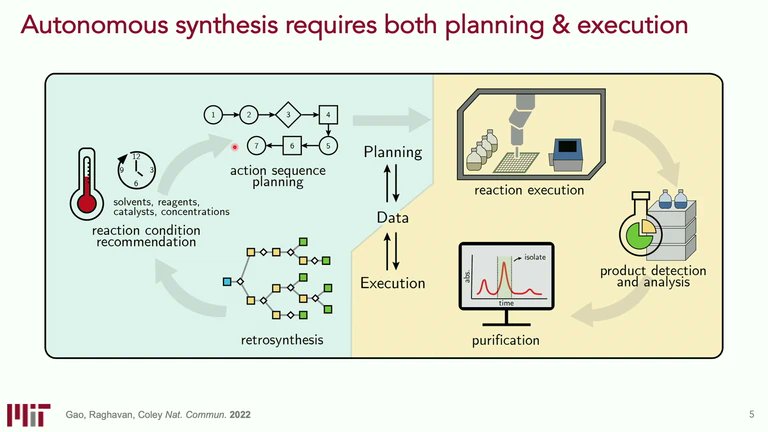 Autonomous synthesis requires both planning & execution
1 2 3 4
7 6 5
action sequence
planning
12
9 3
6
solvents, reagents,
catalysts, concentrations
reaction condition
recommendation
retrosynthesis
Planning
Data
Execution
reaction execution
product detection
and analysis
isolate
abs.
time
purification
MIT
Gao, Raghavan, Coley Nat. Commun. 2022
5